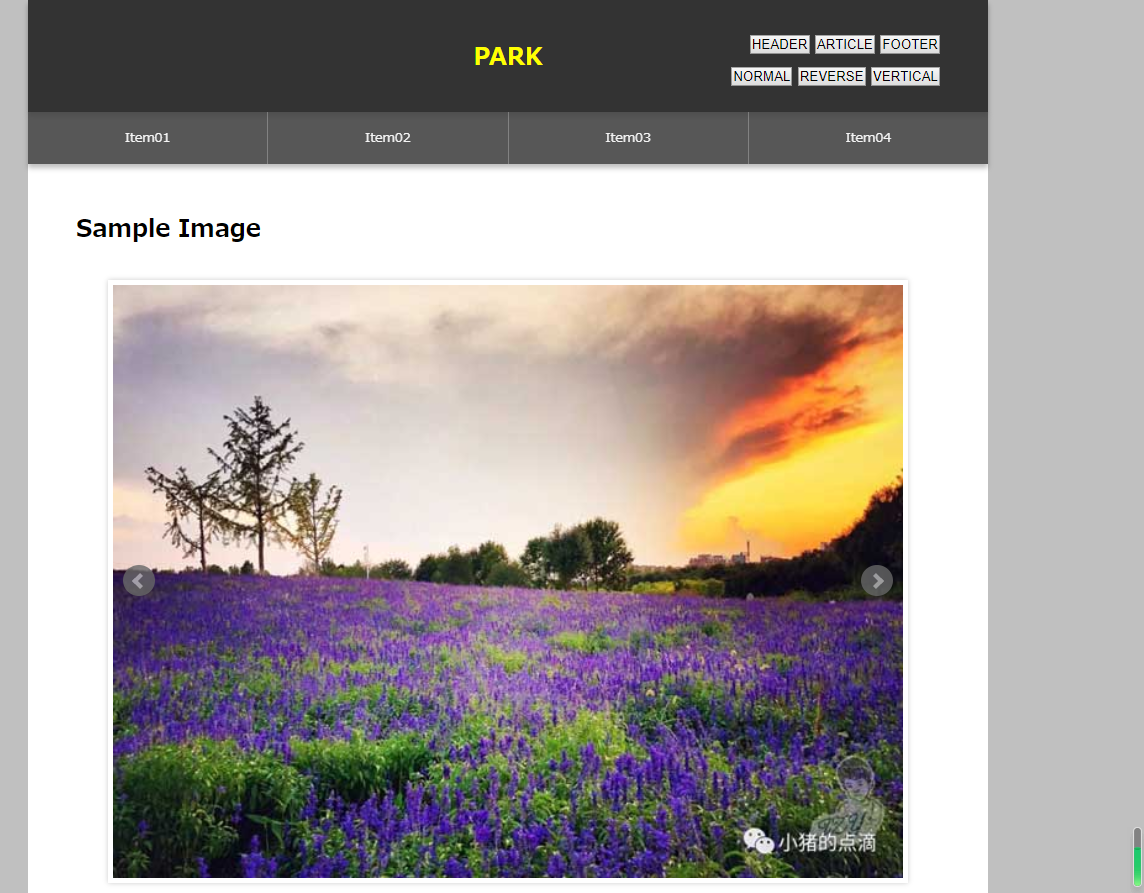 PARK
HEADER ARTICLE FOOTER
NORMAL REVERSE VERTICAL
Item01 Item02 Item03 Item04
Sample Image
小猪的点滴